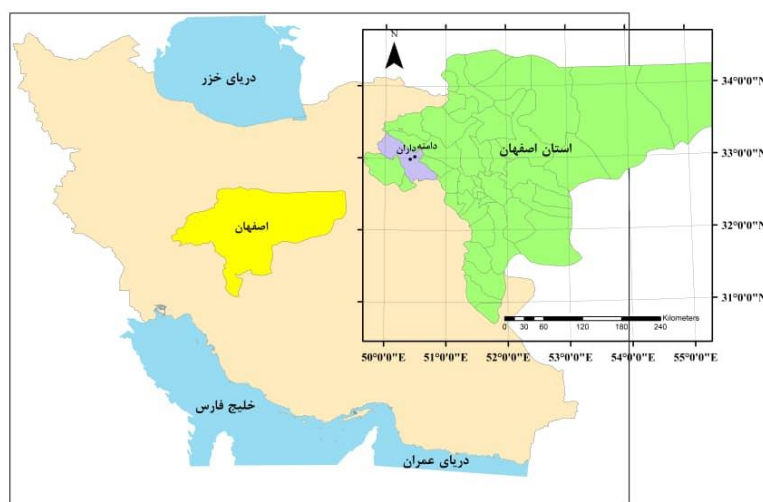 دریای خزر
N
34°0'0"N
استان اصفهان
دامنه
داران
33°0'0"N
اصفهان
32°0'0"N
31°0'0"N
Kilometers
0 30 60 120 180 240
50°0'0"E 51°0'0"E 52°0'0"E 53°0'0"E 54°0'0"E 55°0'0"E
خلیج فارس
دریای عمران